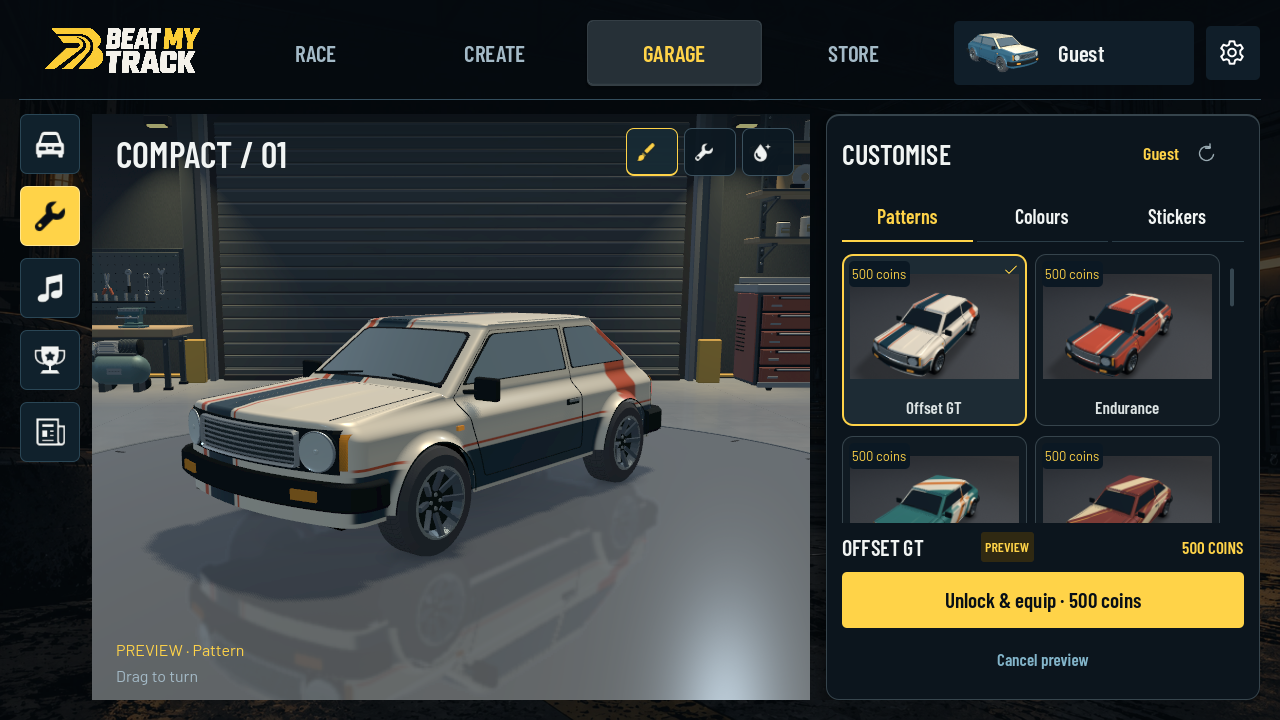 BEAT MY
TRACK
RACE
CREATE
GARAGE
STORE
Guest
COMPACT / 01
CUSTOMISE
Guest
Patterns
Colours
Stickers
500 coins
500 coins
Offset GT
Endurance
500 coins
500 coins
OFFSET GT
PREVIEW
500 COINS
Unlock & equip · 500 coins
Cancel preview
PREVIEW · Pattern
Drag to turn